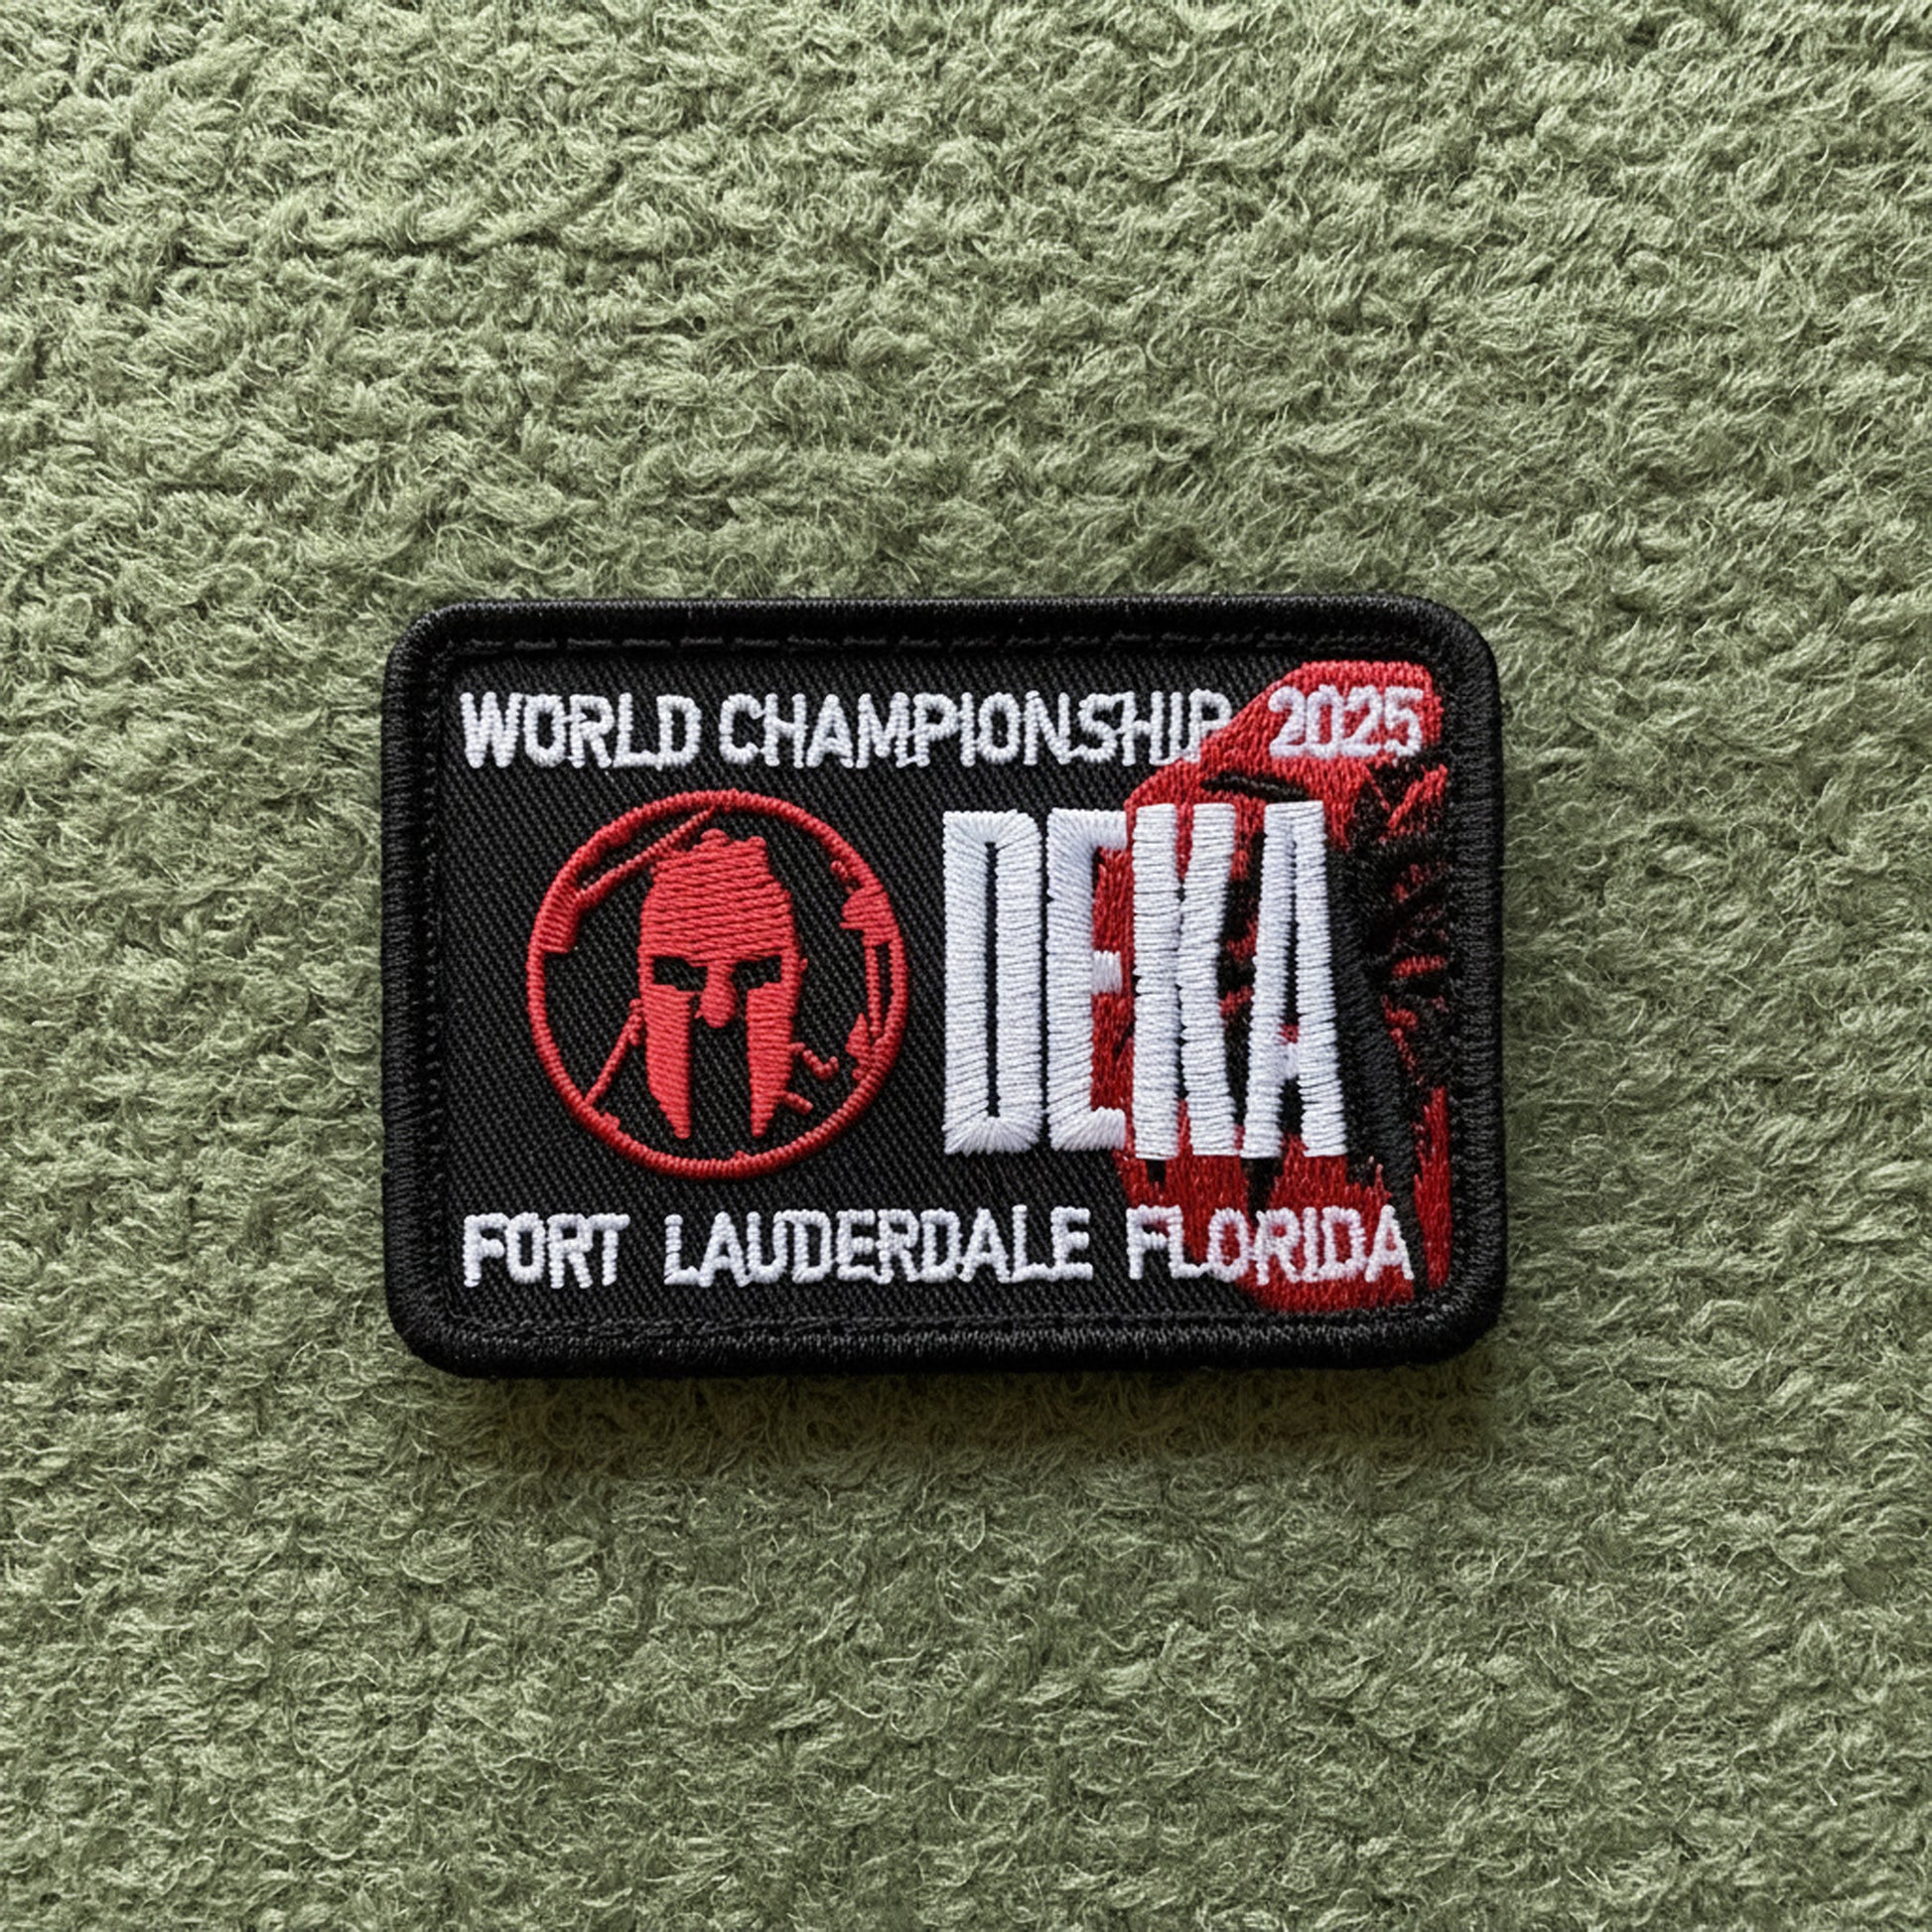 WORLD CHAMPIONSHIP 2025
DEKA
FORT LAUDERDALE FLORIDA